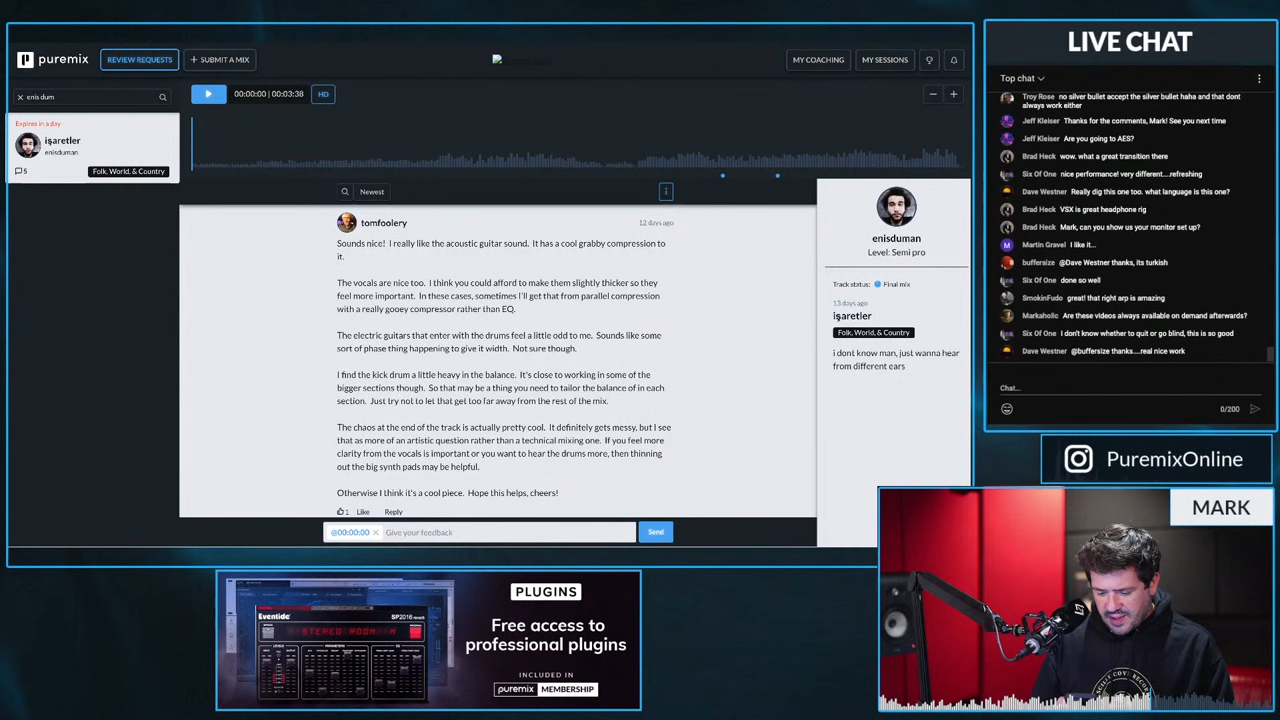 puremix
REVIEW REQUESTS
+ SUBMIT A MIX
MY COACHING
MY SESSIONS
enis dum
00:00:00 | 00:03:38
HD
Expires in a day
işaretler
enisduman
5
Folk, World, & Country
Newest
tomfoolery
12 days ago
Sounds nice! I really like the acoustic guitar sound. It has a cool grabby compression to
it.
The vocals are nice too. I think you could afford to make them slightly thicker so they
feel more important. In these cases, sometimes I'll get that from parallel compression
with a really gooey compressor rather than EQ.
The electric guitars that enter with the drums feel a little odd to me. Sounds like some
sort of phase thing happening to give it width. Not sure though.
I find the kick drum a little heavy in the balance. It's close to working in some of the
bigger sections though. So that may be a thing you need to tailor the balance of in each
section. Just try not to let that get too far away from the rest of the mix.
The chaos at the end of the track is actually pretty cool. It definitely gets messy, but I see
that as more of an artistic question rather than a technical mixing one. If you feel more
clarity from the vocals is important or you want to hear the drums more, then thinning
out the big synth pads may be helpful.
Otherwise I think it's a cool piece. Hope this helps, cheers!
1 Like Reply
@00:00:00 × Give your feedback
Send
enisduman
Level: Semi pro
Track status: Final mix
13 days ago
işaretler
Folk, World, & Country
i dont know man, just wanna hear
from different ears
LIVE CHAT
Top chat
Troy Rose no silver bullet accept the silver bullet haha and that dont
always work either
Jeff Kleiser Thanks for the comments, Mark! See you next time
Jeff Kleiser Are you going to AES?
Brad Heck wow. what a great transition there
Six Of One nice performance! very different....refreshing
Dave Westner Really dig this one too. what language is this one?
Brad Heck VSX is great headphone rig
Brad Heck Mark, can you show us your monitor set up?
Martin Gravel I like it...
buffersize @Dave Westner thanks, its turkish
Six Of One done so well
SmokinFudo great! that right arp is amazing
Markaholic Are these videos always available on demand afterwards?
Six Of One I don't know whether to quit or go blind, this is so good
Dave Westner @buffersize thanks....real nice work
Chat...
0/200
PuremixOnline
MARK
Eventide
SP2016 reverb
STEREO ROOM
PLUGINS
Free access to
professional plugins
INCLUDED IN
puremix MEMBERSHIP